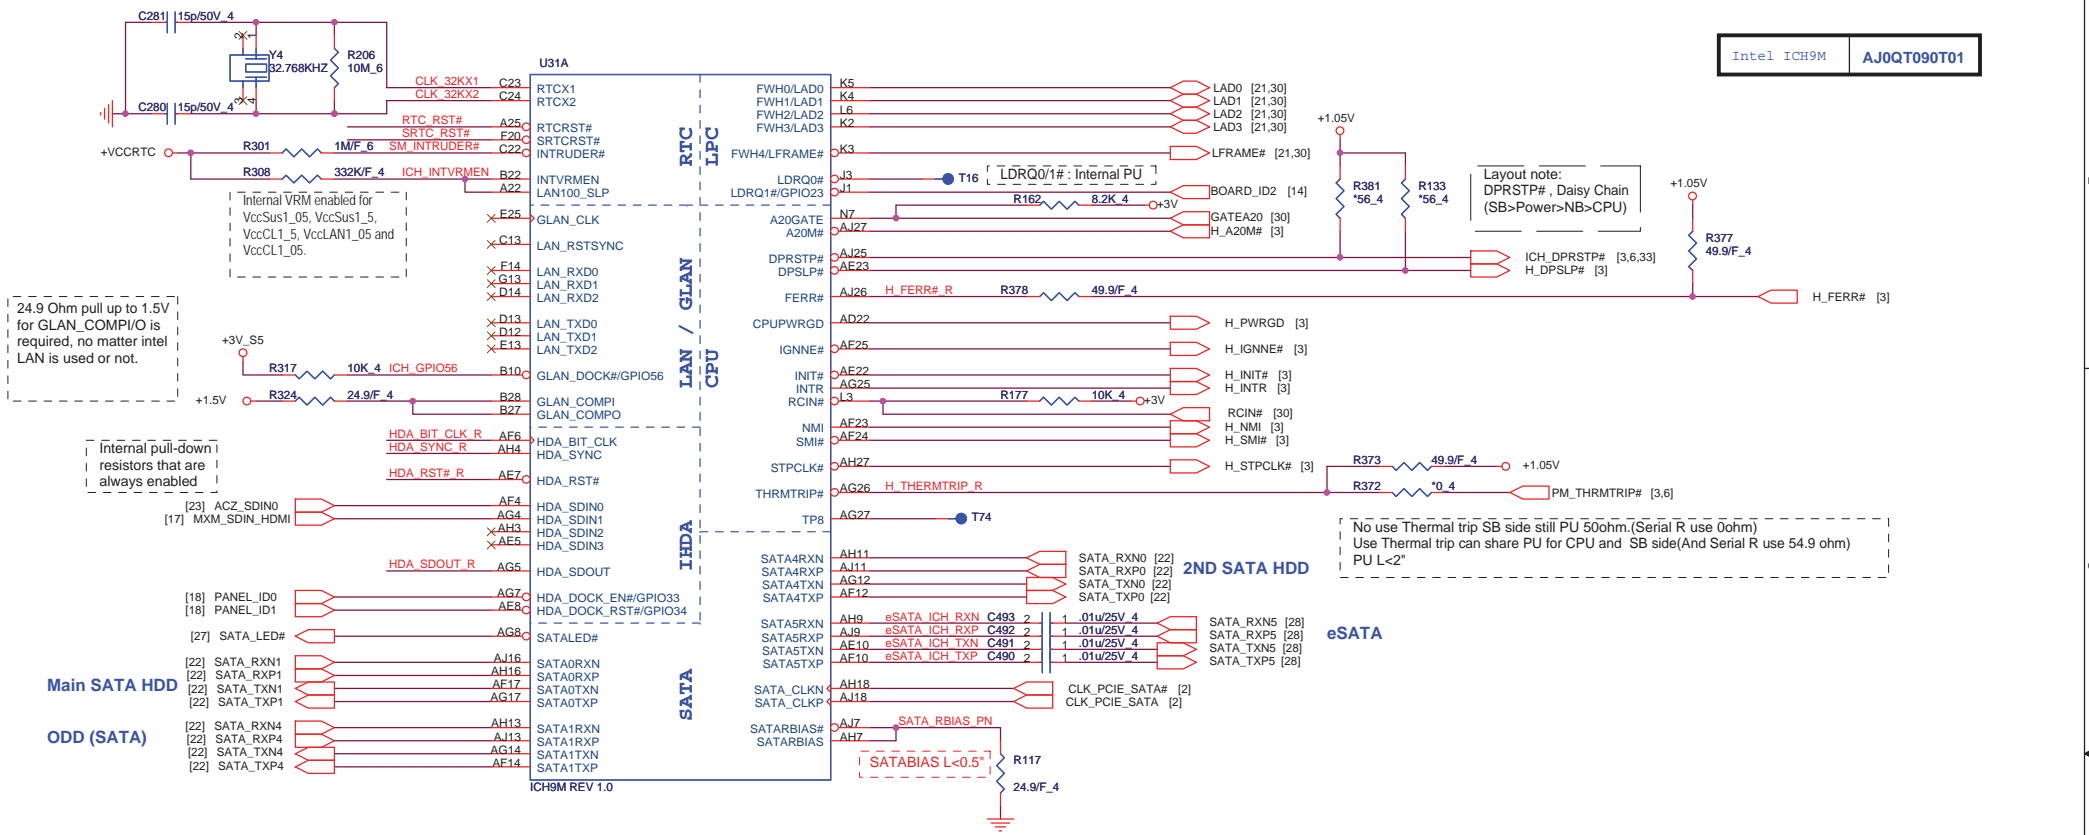 C281 15p/50V_4
2 1
Y4
32.768KHZ
R206
10M_6
3 4
C280 15p/50V_4
Intel ICH9M AJ0QT090T01
U31A
CLK_32KX1 C23 RTCX1
CLK_32KX2 C24 RTCX2
RTC_RST# A25 RTCRST#
SRTC_RST# F20 SRTCRST#
+VCCRTC R301 1M/F_6 SM_INTRUDER# C22 INTRUDER#
R308 332K/F_4 ICH_INTVRMEN B22 INTVRMEN
A22 LAN100_SLP
Internal VRM enabled for
VccSus1_05, VccSus1_5,
VccCL1_5, VccLAN1_05 and
VccCL1_05.
E25 GLAN_CLK
C13 LAN_RSTSYNC
F14 LAN_RXD0
G13 LAN_RXD1
D14 LAN_RXD2
D13 LAN_TXD0
D12 LAN_TXD1
E13 LAN_TXD2
24.9 Ohm pull up to 1.5V
for GLAN_COMPI/O is
required, no matter intel
LAN is used or not.
+3V_S5
R317 10K_4 ICH_GPIO56 B10 GLAN_DOCK#/GPIO56
+1.5V R324 24.9/F_4 B28 GLAN_COMPI
B27 GLAN_COMPO
HDA_BIT_CLK_R AF6 HDA_BIT_CLK
HDA_SYNC_R AH4 HDA_SYNC
Internal pull-down
resistors that are
always enabled
HDA_RST#_R AE7 HDA_RST#
[23] ACZ_SDIN0 AF4 HDA_SDIN0
[17] MXM_SDIN_HDMI AG4 HDA_SDIN1
AH3 HDA_SDIN2
AE5 HDA_SDIN3
HDA_SDOUT_R AG5 HDA_SDOUT
[18] PANEL_ID0 AG7 HDA_DOCK_EN#/GPIO33
[18] PANEL_ID1 AE8 HDA_DOCK_RST#/GPIO34
[27] SATA_LED# AG8 SATALED#
Main SATA HDD
[22] SATA_RXN1 AJ16 SATA0RXN
[22] SATA_RXP1 AH16 SATA0RXP
[22] SATA_TXN1 AF17 SATA0TXN
[22] SATA_TXP1 AG17 SATA0TXP
ODD (SATA)
[22] SATA_RXN4 AH13 SATA1RXN
[22] SATA_RXP4 AJ13 SATA1RXP
[22] SATA_TXN4 AG14 SATA1TXN
[22] SATA_TXP4 AF14 SATA1TXP
ICH9M REV 1.0
RTC
LPC
LAN / GLAN
CPU
IHDA
SATA
FWH0/LAD0 K5 LAD0 [21,30]
FWH1/LAD1 K4 LAD1 [21,30]
FWH2/LAD2 L6 LAD2 [21,30]
FWH3/LAD3 K2 LAD3 [21,30]
FWH4/LFRAME# K3 LFRAME# [21,30]
LDRQ0# J3 T16
LDRQ0/1# : Internal PU
LDRQ1#/GPIO23 J1 BOARD_ID2 [14]
R162 8.2K_4 +3V
A20GATE N7 GATEA20 [30]
A20M# AJ27 H_A20M# [3]
+1.05V
R381
*56_4
R133
*56_4
Layout note:
DPRSTP# , Daisy Chain
(SB>Power>NB>CPU)
+1.05V
R377
49.9/F_4
DPRSTP# AJ25 ICH_DPRSTP# [3,6,33]
DPSLP# AE23 H_DPSLP# [3]
FERR# AJ26 H_FERR#_R R378 49.9/F_4 H_FERR# [3]
CPUPWRGD AD22 H_PWRGD [3]
IGNNE# AF25 H_IGNNE# [3]
INIT# AE22 H_INIT# [3]
INTR AG25 H_INTR [3]
RCIN# L3 R177 10K_4 +3V
RCIN# [30]
NMI AF23 H_NMI [3]
SMI# AF24 H_SMI# [3]
STPCLK# AH27 H_STPCLK# [3]
R373 49.9/F_4 +1.05V
THRMTRIP# AG26 H_THERMTRIP_R R372 *0_4 PM_THRMTRIP# [3,6]
TP8 AG27 T74
No use Thermal trip SB side still PU 50ohm.(Serial R use 0ohm)
Use Thermal trip can share PU for CPU and SB side(And Serial R use 54.9 ohm)
PU L<2"
SATA4RXN AH11 SATA_RXN0 [22]
SATA4RXP AJ11 SATA_RXP0 [22]
SATA4TXN AG12 SATA_TXN0 [22]
SATA4TXP AF12 SATA_TXP0 [22]
2ND SATA HDD
SATA5RXN AH9 eSATA_ICH_RXN C493 2 1 .01u/25V_4 SATA_RXN5 [28]
SATA5RXP AJ9 eSATA_ICH_RXP C492 2 1 .01u/25V_4 SATA_RXP5 [28]
SATA5TXN AE10 eSATA_ICH_TXN C491 2 1 .01u/25V_4 SATA_TXN5 [28]
SATA5TXP AF10 eSATA_ICH_TXP C490 2 1 .01u/25V_4 SATA_TXP5 [28]
eSATA
SATA_CLKN AH18 CLK_PCIE_SATA# [2]
SATA_CLKP AJ18 CLK_PCIE_SATA [2]
SATARBIAS# AJ7 SATA_RBIAS_PN
SATARBIAS AH7
SATABIAS L<0.5"
R117
24.9/F_4